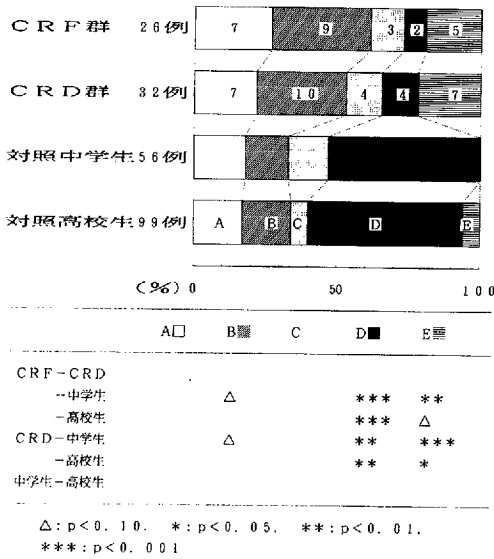 CRF群 26例 7 9 3 2 5
CRD群 32例 7 10 4 4 7
対照中学生56例
対照高校生99例 A B C D E
(%) 0 50 100
A□ B▩ C D■ E▤
CRF-CRD
--中学生 △ *** **
-高校生 *** △
CRD-中学生 △ ** ***
-高校生 ** *
中学生-高校生
△:p<0.10. *:p<0.05. **:p<0.01.
***:p<0.001